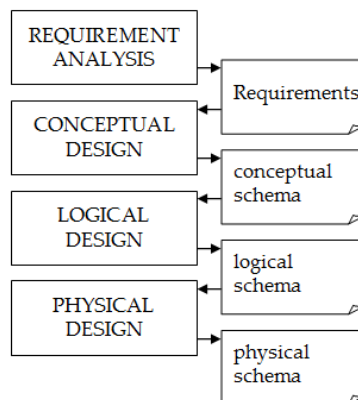 REQUIREMENT
ANALYSIS
Requirements
CONCEPTUAL
DESIGN
conceptual
schema
LOGICAL
DESIGN
logical
schema
PHYSICAL
DESIGN
physical
schema